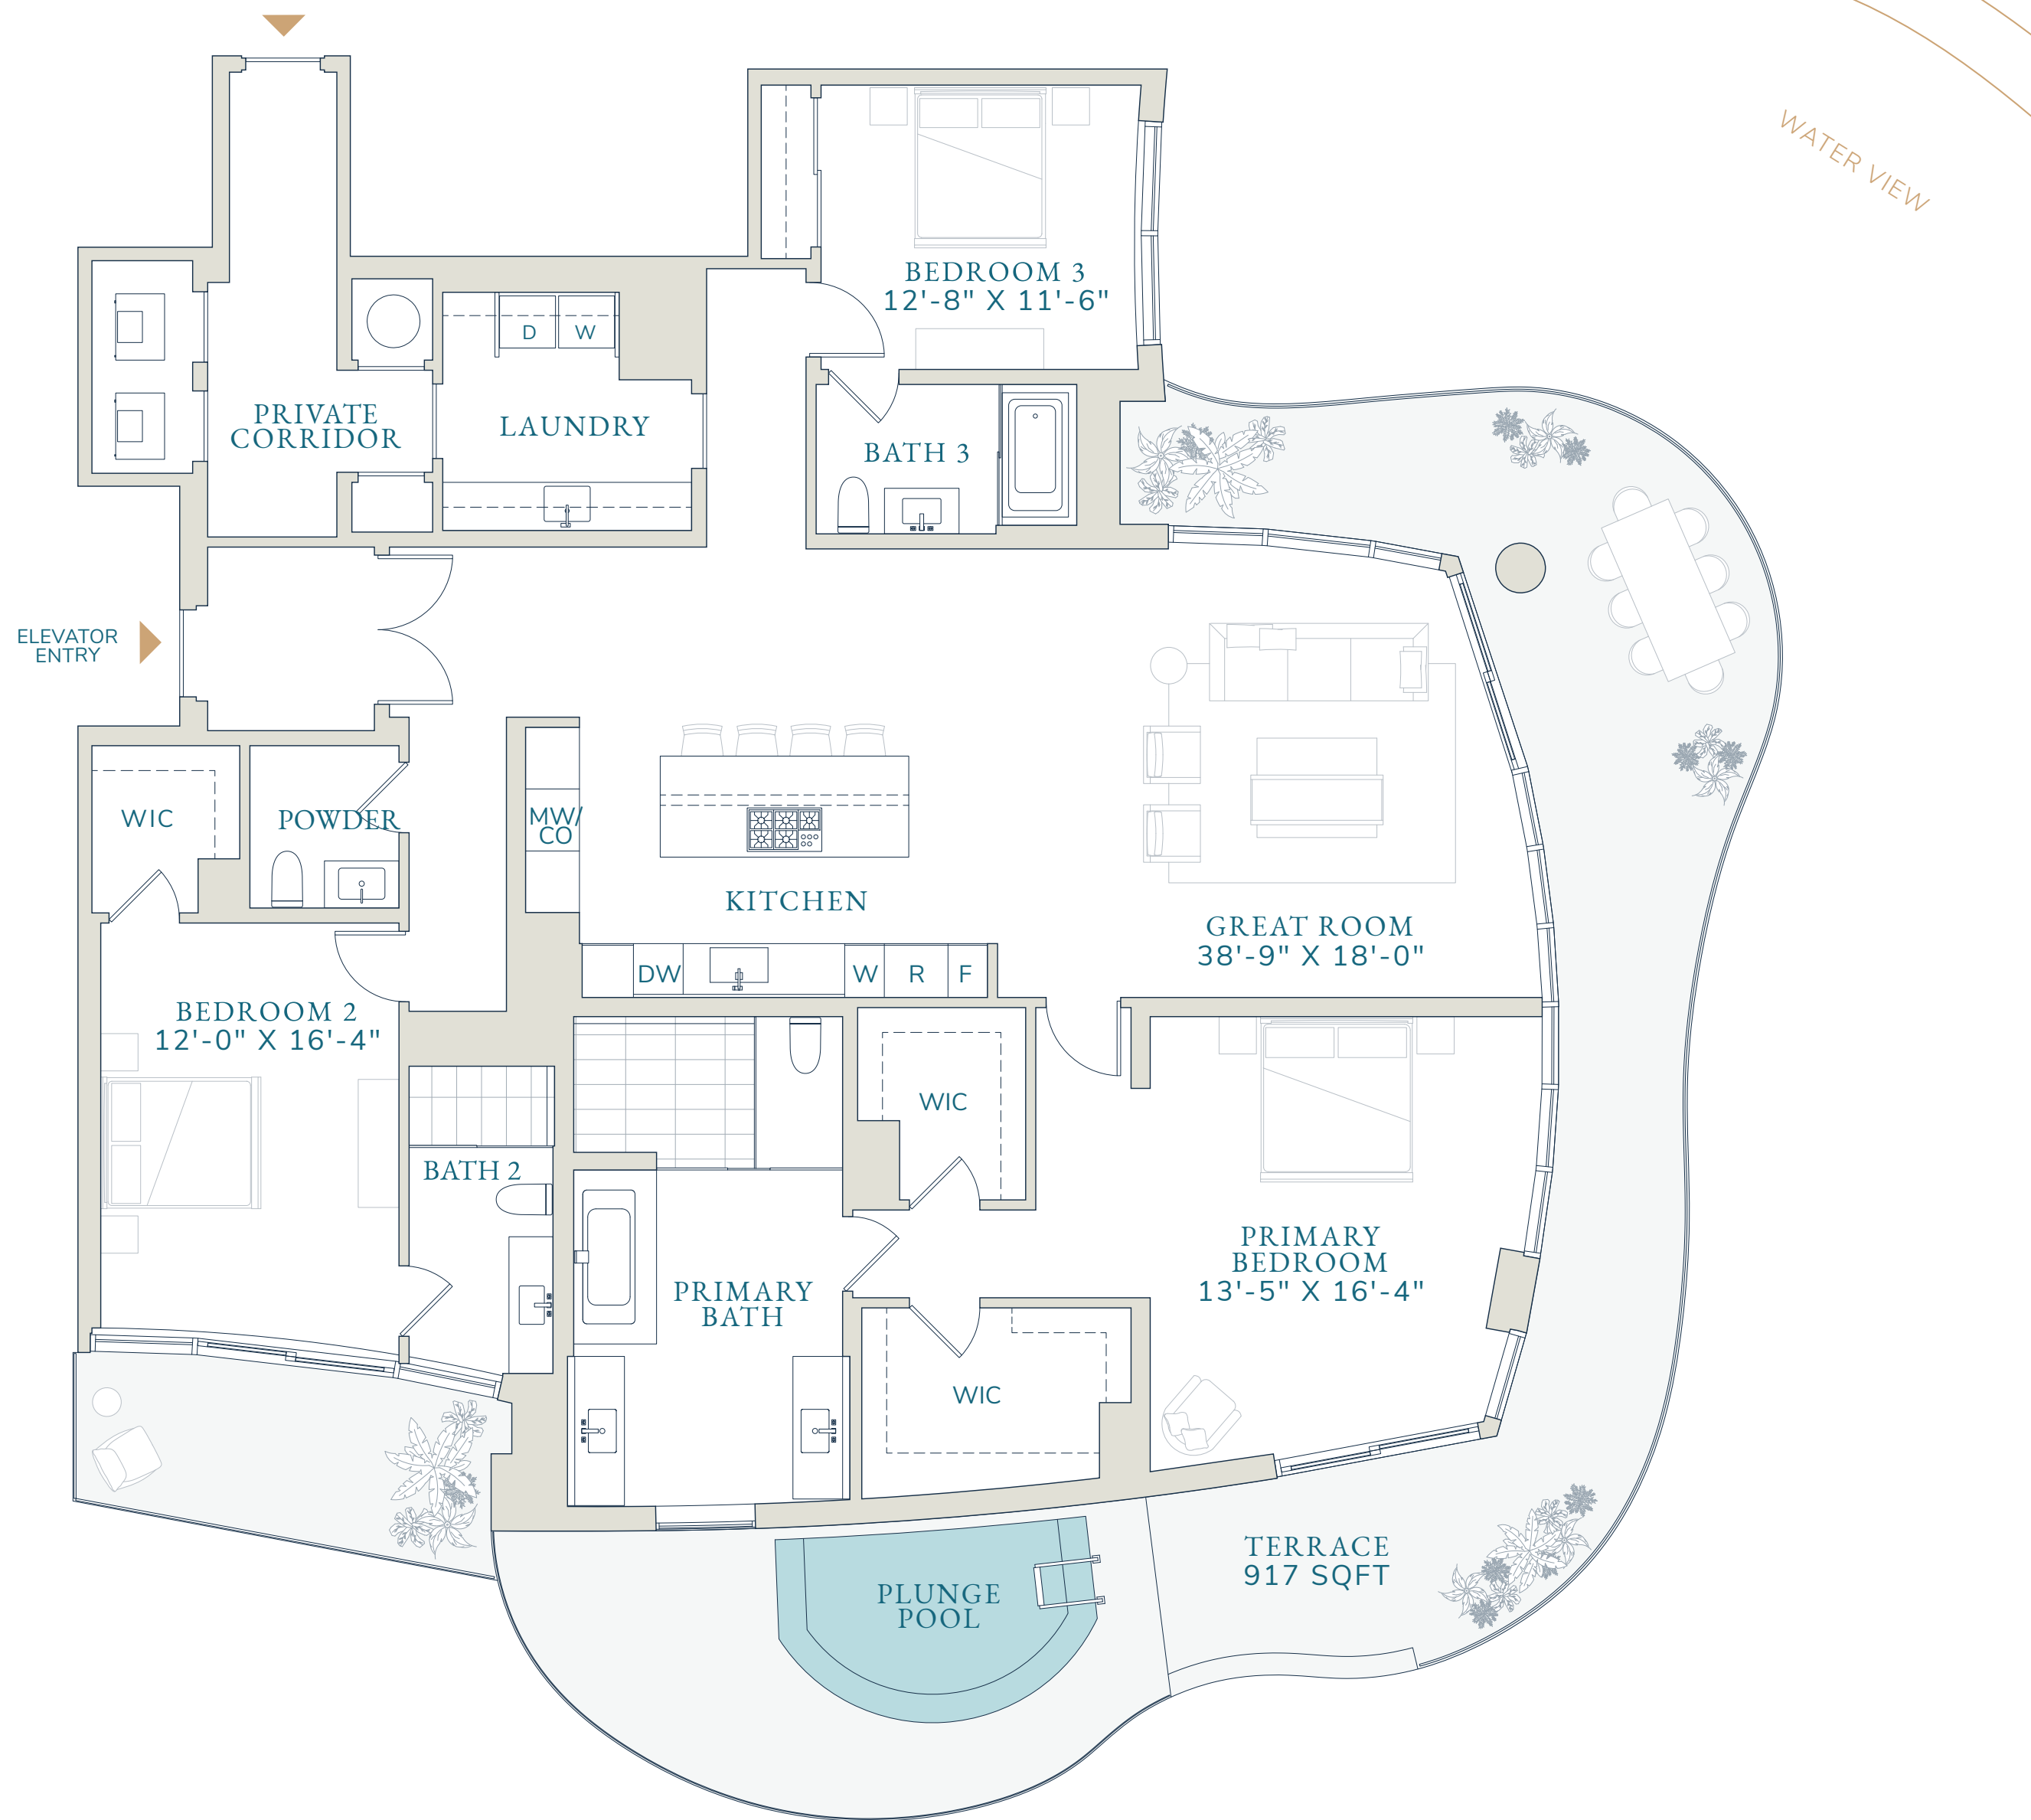 WATER VIEW
BEDROOM 3
12'-8" X 11'-6"
D
W
PRIVATE
CORRIDOR
LAUNDRY
BATH 3
ELEVATOR
ENTRY
WIC
POWDER
MW/
CO
KITCHEN
GREAT ROOM
38'-9" X 18'-0"
DW
W
R
F
BEDROOM 2
12'-0" X 16'-4"
WIC
BATH 2
PRIMARY
BEDROOM
13'-5" X 16'-4"
PRIMARY
BATH
WIC
TERRACE
917 SQFT
PLUNGE
POOL